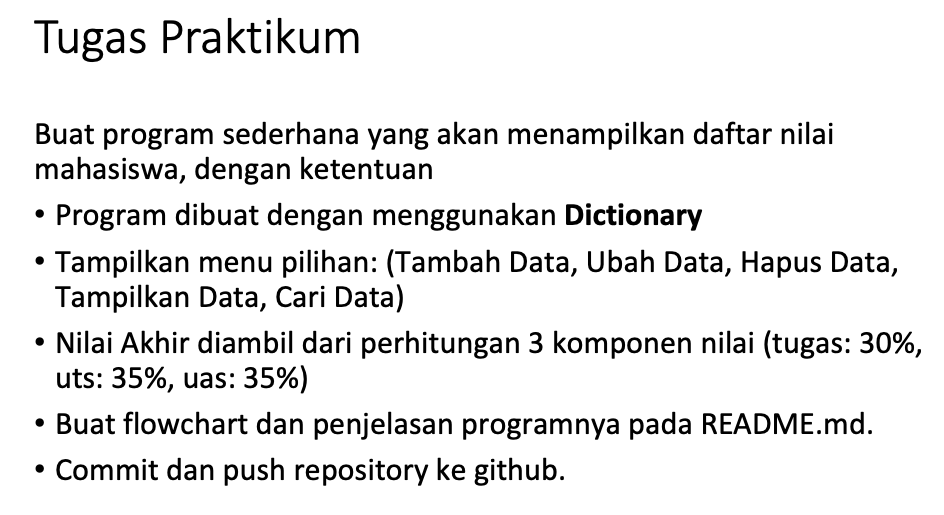 Tugas Praktikum
Buat program sederhana yang akan menampilkan daftar nilai
mahasiswa, dengan ketentuan
• Program dibuat dengan menggunakan Dictionary
• Tampilkan menu pilihan: (Tambah Data, Ubah Data, Hapus Data,
Tampilkan Data, Cari Data)
• Nilai Akhir diambil dari perhitungan 3 komponen nilai (tugas: 30%,
uts: 35%, uas: 35%)
• Buat flowchart dan penjelasan programnya pada README.md.
• Commit dan push repository ke github.